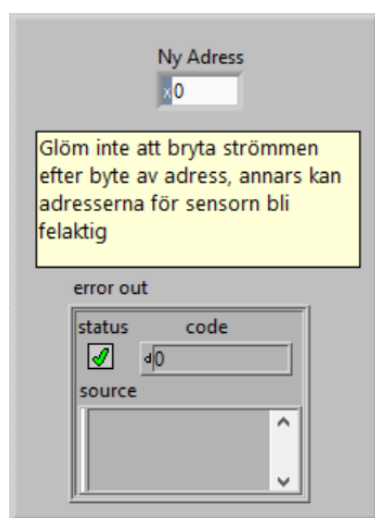 Ny Adress
x0
Glöm inte att bryta strömmen
efter byte av adress, annars kan
adresserna för sensorn bli
felaktig
error out
status code
d0
source